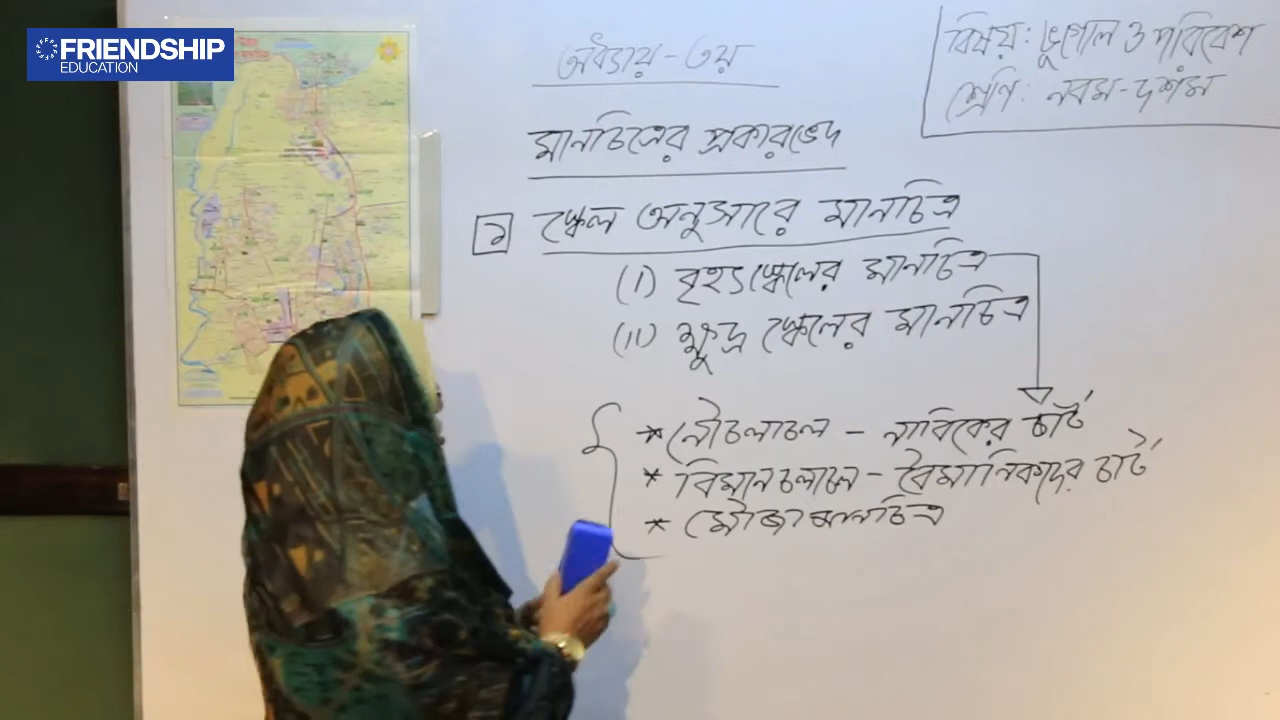 FRIENDSHIP
EDUCATION
বিষয়: ভূগোল ও পরিবেশ
শ্রেণি: নবম-দশম
অধ্যায়-৩য়
মানচিত্রের প্রকারভেদ
১ স্কেল অনুসারে মানচিত্র
(i) বৃহৎস্কেলের মানচিত্র
(ii) ক্ষুদ্র স্কেলের মানচিত্র
* নৌচলাচল - নাবিকের চার্ট
* বিমান চলাচল - বৈমানিকদের চার্ট
* মৌজা মানচিত্র